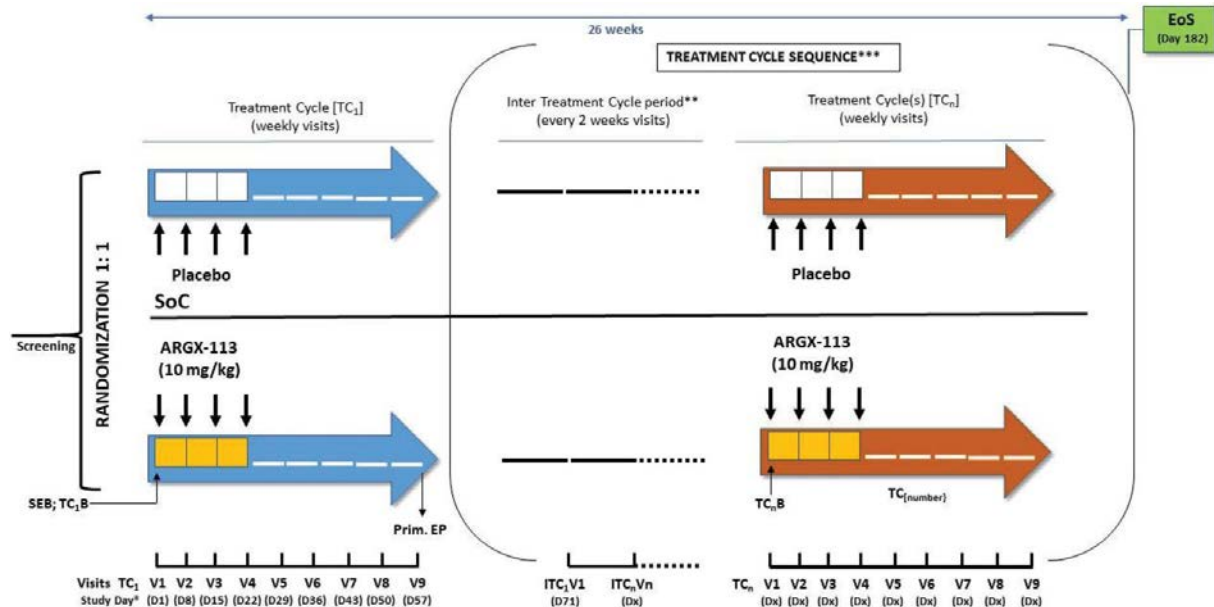 26 weeks
EoS
(Day 182)
TREATMENT CYCLE SEQUENCE***
Treatment Cycle [TC₁]
(weekly visits)
Inter Treatment Cycle period**
(every 2 weeks visits)
Treatment Cycle(s) [TCₙ]
(weekly visits)
Screening
RANDOMIZATION 1: 1
Placebo
Placebo
SoC
ARGX-113
(10 mg/kg)
ARGX-113
(10 mg/kg)
SEB; TC₁B
Prim. EP
TCₙB
TC[number]
Visits TC₁ V1 V2 V3 V4 V5 V6 V7 V8 V9
Study Day* (D1) (D8) (D15) (D22) (D29) (D36) (D43) (D50) (D57)
ITC₁V1 ITCₙVn
(D71) (Dx)
TCₙ V1 V2 V3 V4 V5 V6 V7 V8 V9
(Dx) (Dx) (Dx) (Dx) (Dx) (Dx) (Dx) (Dx) (Dx)